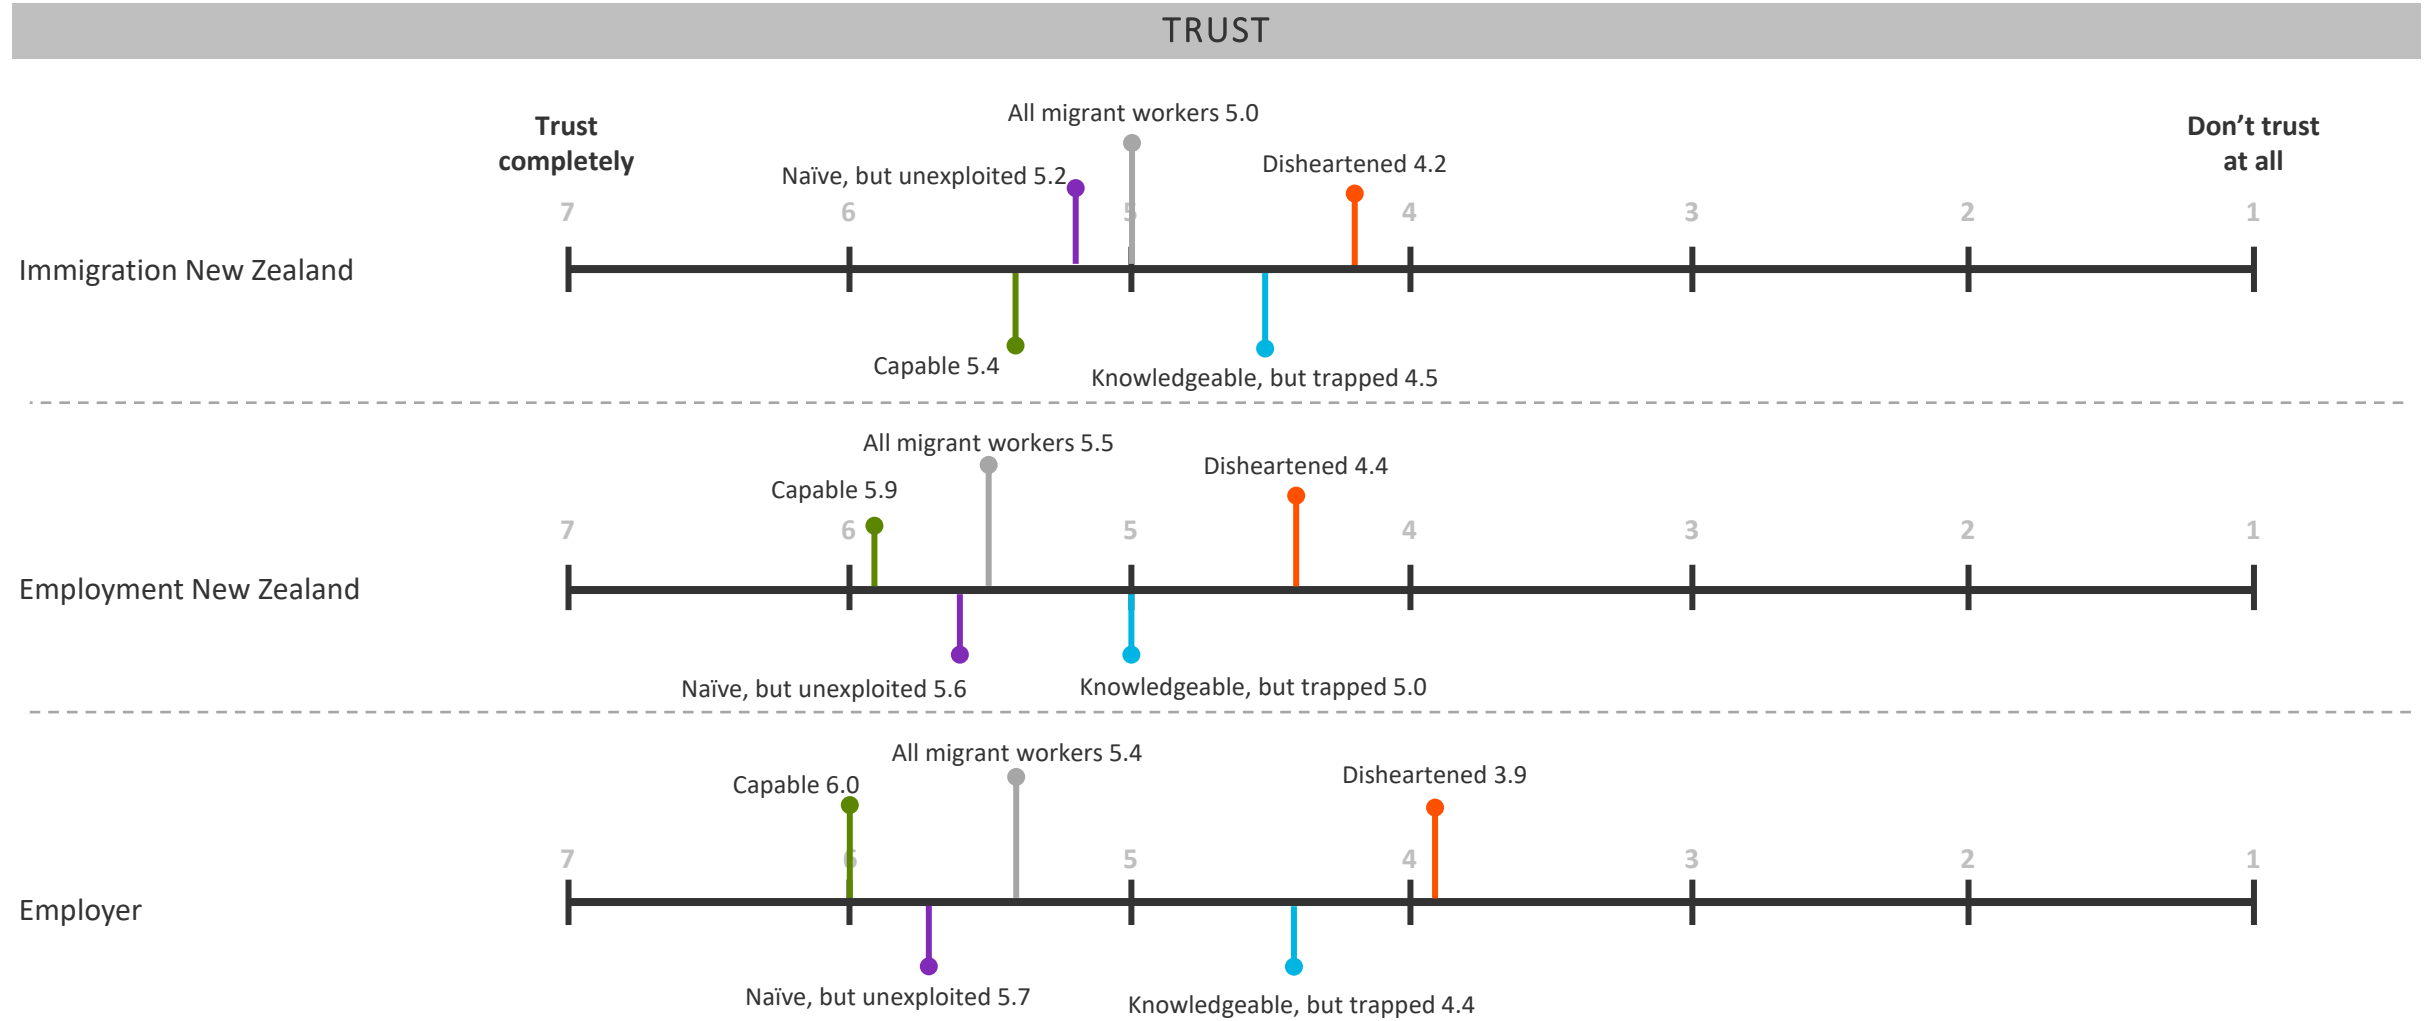 TRUST
All migrant workers 5.0
Trust
completely
Don't trust
at all
Naïve, but unexploited 5.2
Disheartened 4.2
7 6 5 4 3 2 1
Immigration New Zealand
Capable 5.4
Knowledgeable, but trapped 4.5
All migrant workers 5.5
Disheartened 4.4
Capable 5.9
7 6 5 4 3 2 1
Employment New Zealand
Naïve, but unexploited 5.6
Knowledgeable, but trapped 5.0
All migrant workers 5.4
Disheartened 3.9
Capable 6.0
7 6 5 4 3 2 1
Employer
Naïve, but unexploited 5.7
Knowledgeable, but trapped 4.4